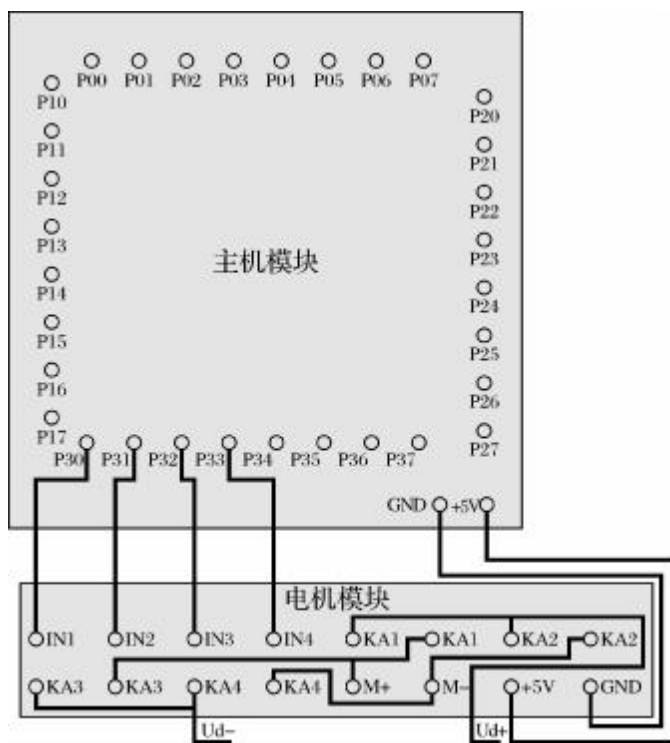 P00 P01 P02 P03 P04 P05 P06 P07
P10
P20
P11
P21
P12
P22
P13
主机模块
P23
P14
P24
P15
P25
P16
P26
P17
P27
P30 P31 P32 P33 P34 P35 P36 P37
GND +5V
电机模块
IN1 IN2 IN3 IN4 KA1 KA1 KA2 KA2
KA3 KA3 KA4 KA4 M+ M- +5V GND
Ud- Ud+